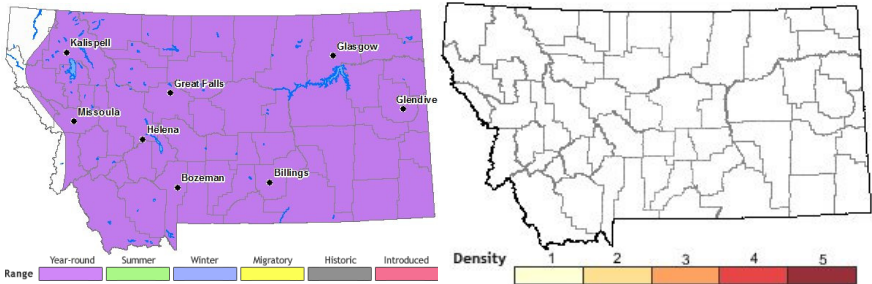 Kalispell
Glasgow
Great Falls
Glendive
Missoula
Helena
Bozeman
Billings
Year-round Summer Winter Migratory Historic Introduced
Range
Density 1 2 3 4 5